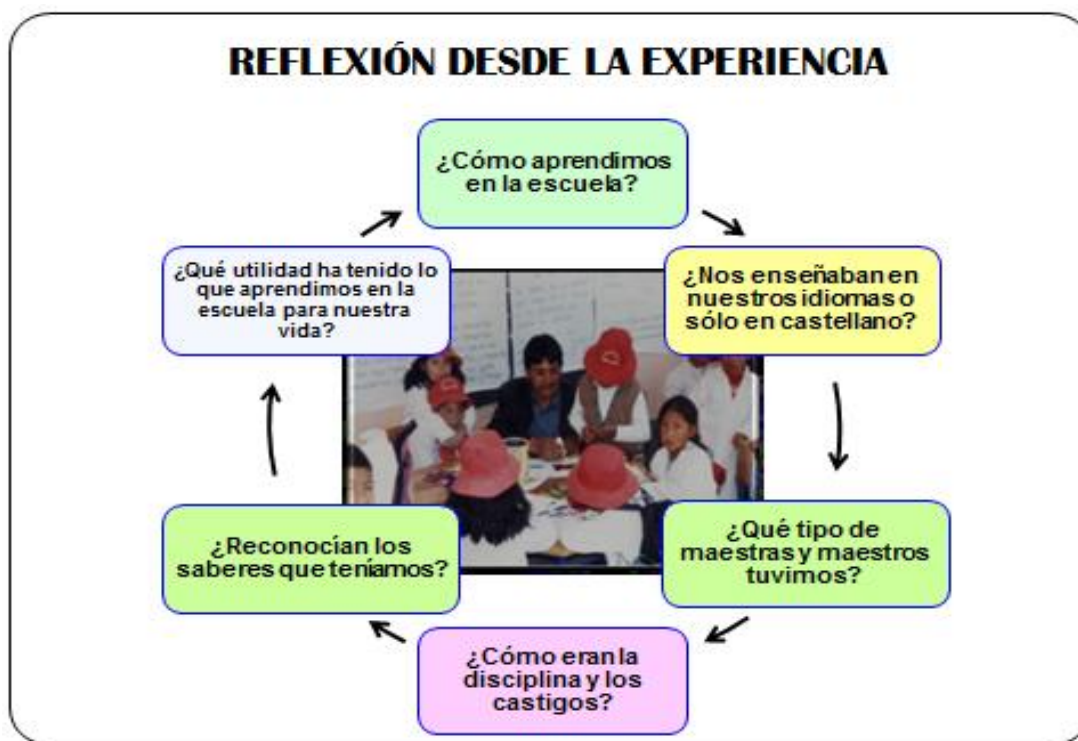 REFLEXIÓN DESDE LA EXPERIENCIA
¿Cómo aprendimos
en la escuela?
¿Nos enseñaban en
nuestros idiomas o
sólo en castellano?
¿Qué tipo de
maestras y maestros
tuvimos?
¿Cómo eran la
disciplina y los
castigos?
¿Reconocían los
saberes que teníamos?
¿Qué utilidad ha tenido lo
que aprendimos en la
escuela para nuestra
vida?